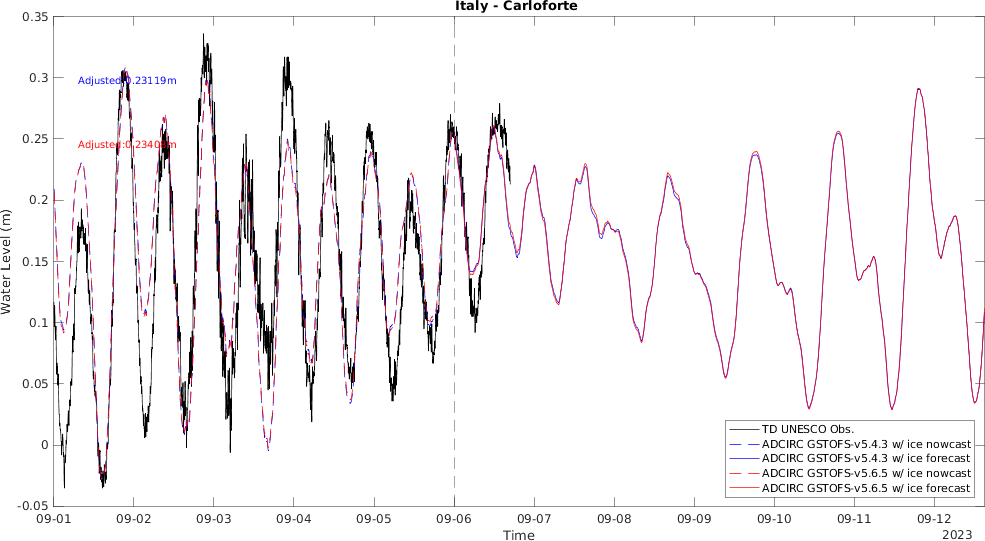 Italy - Carloforte
0.35
0.3
0.25
0.2
0.15
0.1
0.05
0
-0.05
Water Level (m)
Adjusted:0.23119m
TD UNESCO Obs.
ADCIRC GSTOFS-v5.4.3 w/ ice nowcast
ADCIRC GSTOFS-v5.4.3 w/ ice forecast
ADCIRC GSTOFS-v5.6.5 w/ ice nowcast
ADCIRC GSTOFS-v5.6.5 w/ ice forecast
09-01 09-02 09-03 09-04 09-05 09-06 09-07 09-08 09-09 09-10 09-11 09-12
Time
2023